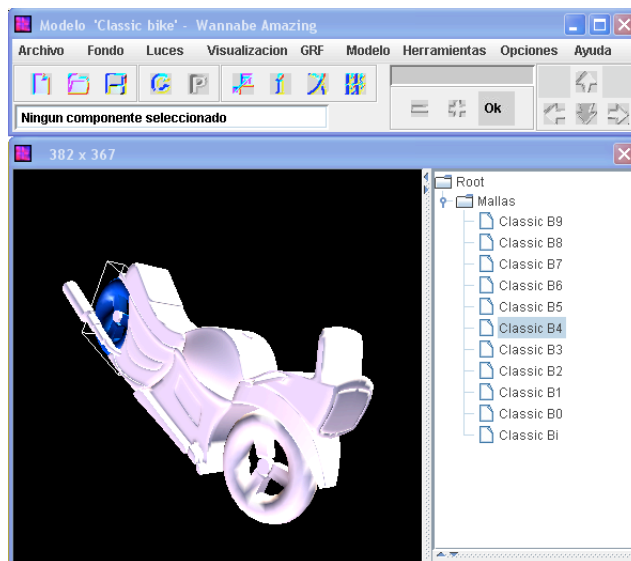 Modelo 'Classic bike' - Wannabe Amazing
Archivo Fondo Luces Visualizacion GRF Modelo Herramientas Opciones Ayuda
Ok
Ningun componente seleccionado
382 x 367
Root
Mallas
Classic B9
Classic B8
Classic B7
Classic B6
Classic B5
Classic B4
Classic B3
Classic B2
Classic B1
Classic B0
Classic Bi